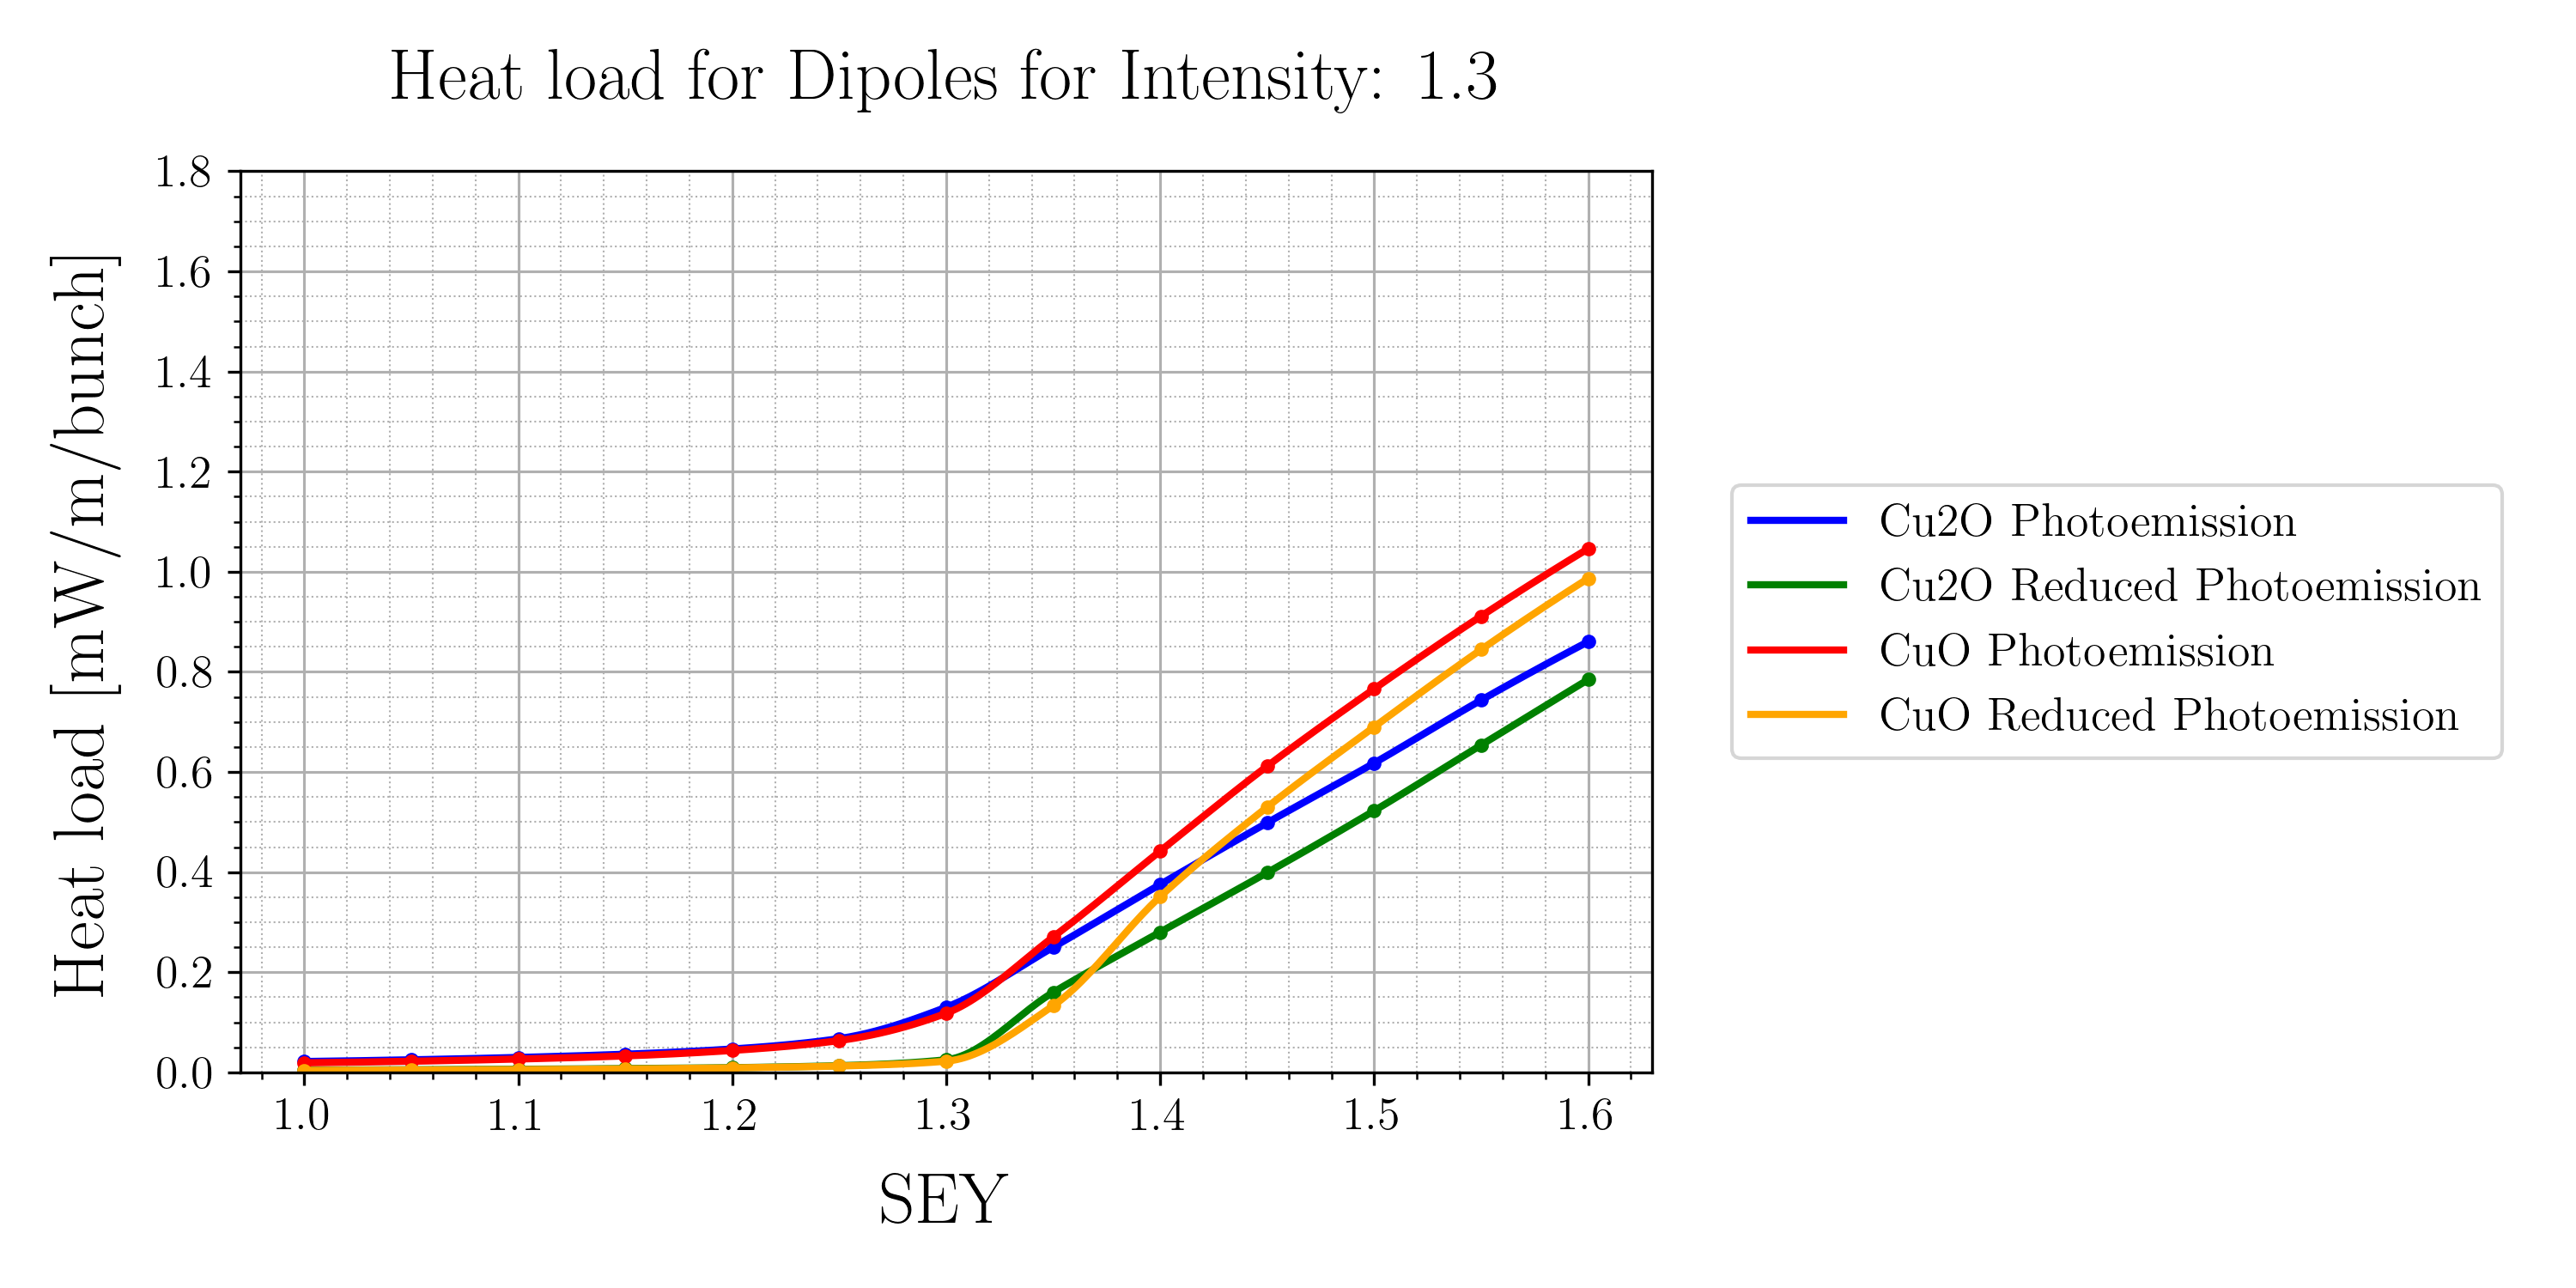 Heat load for Dipoles for Intensity: 1.3
Heat load [mW/m/bunch]
1.8
1.6
1.4
1.2
1.0
0.8
0.6
0.4
0.2
0.0
1.0 1.1 1.2 1.3 1.4 1.5 1.6
SEY
Cu2O Photoemission
Cu2O Reduced Photoemission
CuO Photoemission
CuO Reduced Photoemission